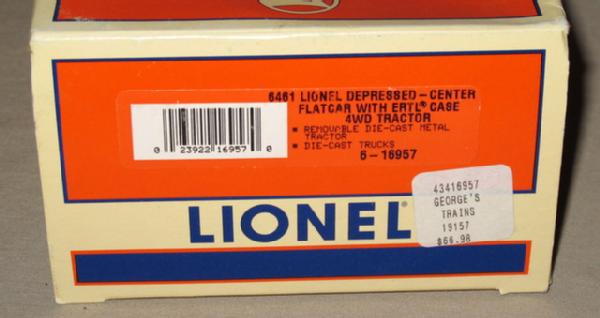 6461 LIONEL DEPRESSED-CENTER
FLATCAR WITH ERTL® CASE
4WD TRACTOR
▪ REMOVABLE DIE-CAST METAL
TRACTOR
▪ DIE-CAST TRUCKS
6-16957
0 23922 16957 0
43416957
GEORGE'S
TRAINS
19157
$66.98
LIONEL